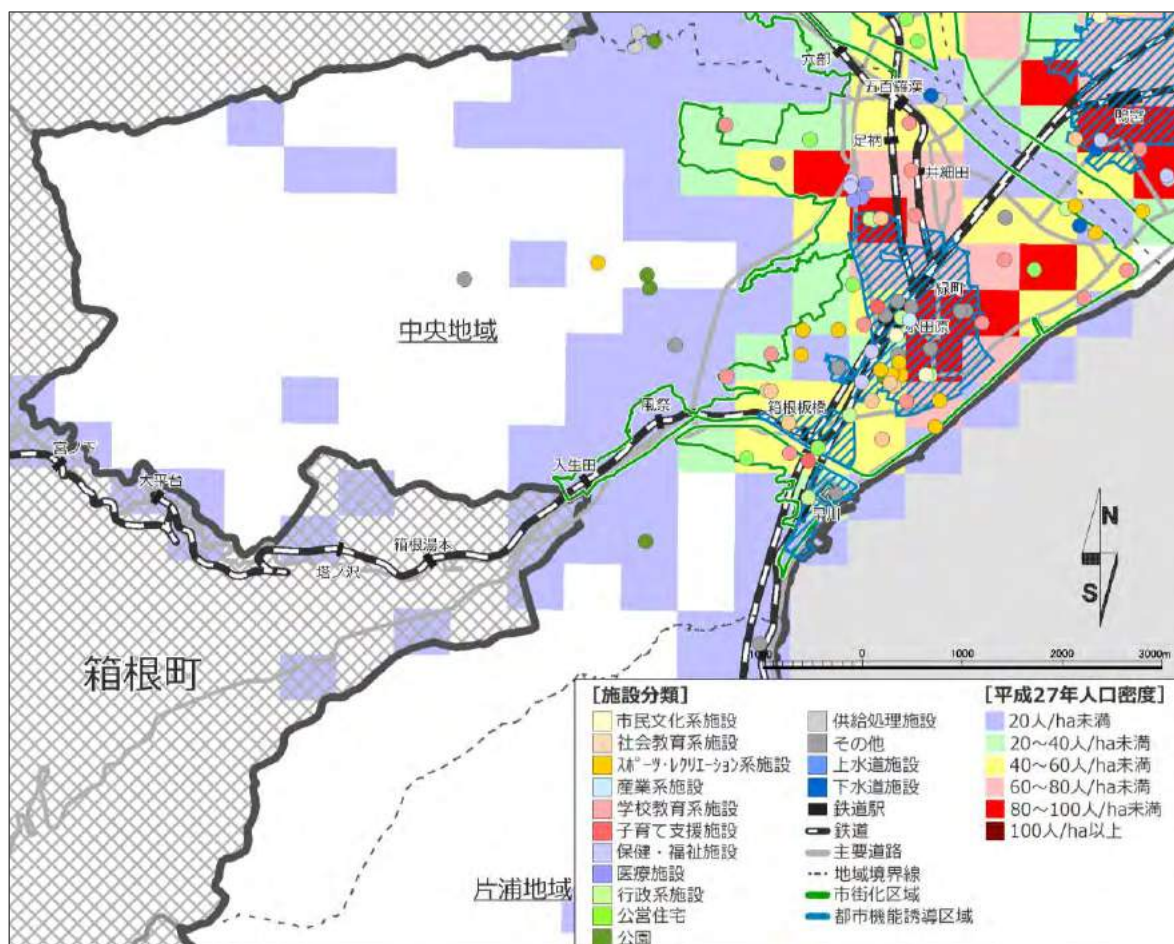 穴部
五百羅漢
鴨宮
足柄
井細田
緑町
小田原
中央地域
箱根板橋
風祭
宮ノ下
入生田
大平台
早川
N
箱根湯本
塔ノ沢
S
1000 0 1000 2000 3000m
箱根町
片浦地域
[施設分類]
市民文化系施設
社会教育系施設
ｽﾎﾟｰﾂ・ﾚｸﾘｴｰｼｮﾝ系施設
産業系施設
学校教育系施設
子育て支援施設
保健・福祉施設
医療施設
行政系施設
公営住宅
公園
供給処理施設
その他
上水道施設
下水道施設
鉄道駅
鉄道
主要道路
地域境界線
市街化区域
都市機能誘導区域
[平成27年人口密度]
20人/ha未満
20～40人/ha未満
40～60人/ha未満
60～80人/ha未満
80～100人/ha未満
100人/ha以上